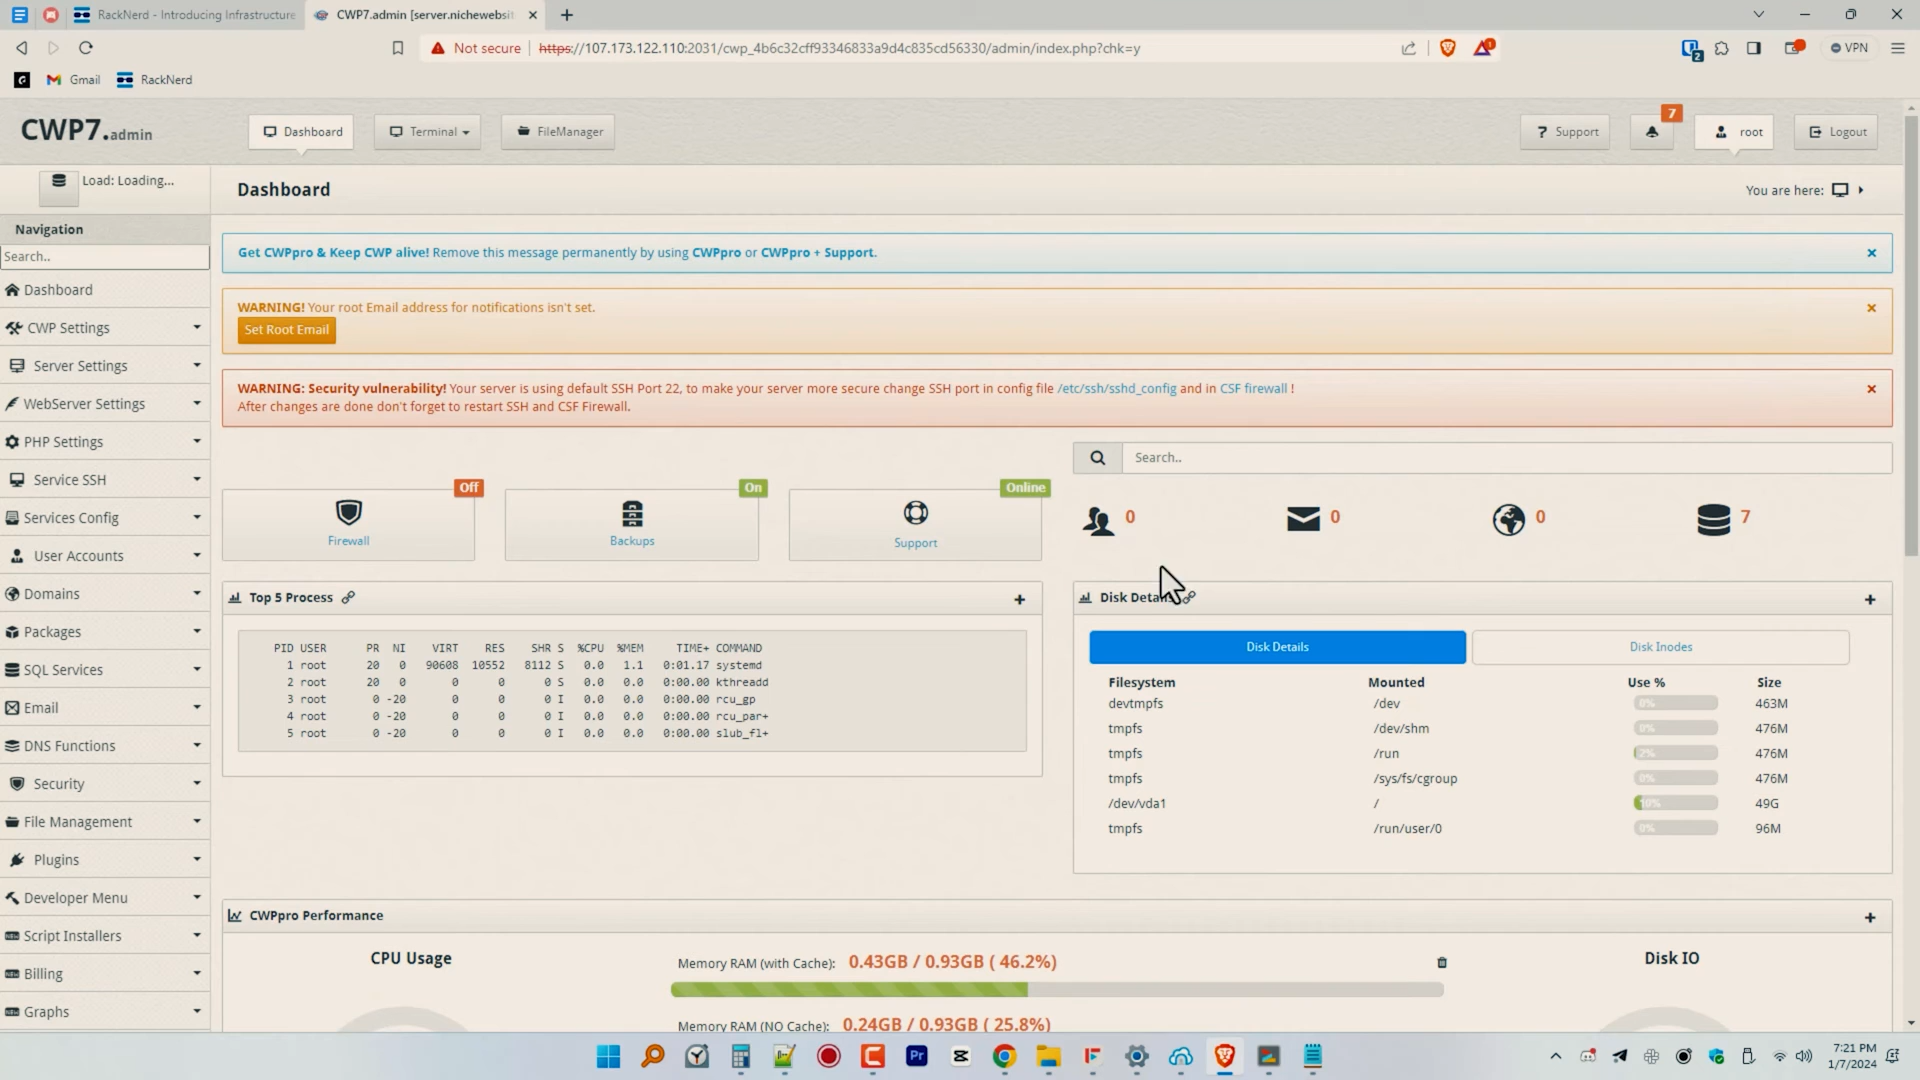 RackNerd - Introducing Infrastructure
CWP7.admin [server.nichewebsit
Not secure
https://107.173.122.110:2031/cwp_4b6c32cff93346833a9d4c835cd56330/admin/index.php?chk=y
2
1
VPN
Gmail
RackNerd
CWP7.admin
Dashboard
Terminal
FileManager
? Support
7
root
Logout
Load: Loading...
Dashboard
You are here:
Navigation
Search..
Dashboard
CWP Settings
Server Settings
WebServer Settings
PHP Settings
Service SSH
Services Config
User Accounts
Domains
Packages
SQL Services
Email
DNS Functions
Security
File Management
Plugins
Developer Menu
Script Installers
Billing
Graphs
Get CWPpro & Keep CWP alive! Remove this message permanently by using CWPpro or CWPpro + Support.
WARNING! Your root Email address for notifications isn't set.
Set Root Email
WARNING: Security vulnerability! Your server is using default SSH Port 22, to make your server more secure change SSH port in config file /etc/ssh/sshd_config and in CSF firewall !
After changes are done don't forget to restart SSH and CSF Firewall.
Off
Firewall
On
Backups
Online
Support
Search..
0
0
0
7
Top 5 Process
PID USER PR NI VIRT RES SHR S %CPU %MEM TIME+ COMMAND
1 root 20 0 90608 10552 8112 S 0.0 1.1 0:01.17 systemd
2 root 20 0 0 0 0 S 0.0 0.0 0:00.00 kthreadd
3 root 0 -20 0 0 0 I 0.0 0.0 0:00.00 rcu_gp
4 root 0 -20 0 0 0 I 0.0 0.0 0:00.00 rcu_par+
5 root 0 -20 0 0 0 I 0.0 0.0 0:00.00 slub_fl+
Disk Details
Disk Details
Disk Inodes
Filesystem Mounted Use % Size
devtmpfs /dev 0% 463M
tmpfs /dev/shm 0% 476M
tmpfs /run 2% 476M
tmpfs /sys/fs/cgroup 0% 476M
/dev/vda1 / 10% 49G
tmpfs /run/user/0 0% 96M
CWPpro Performance
CPU Usage
Memory RAM (with Cache): 0.43GB / 0.93GB ( 46.2%)
Disk IO
Memory RAM (NO Cache): 0.24GB / 0.93GB ( 25.8%)
Pr
7:21 PM
1/7/2024